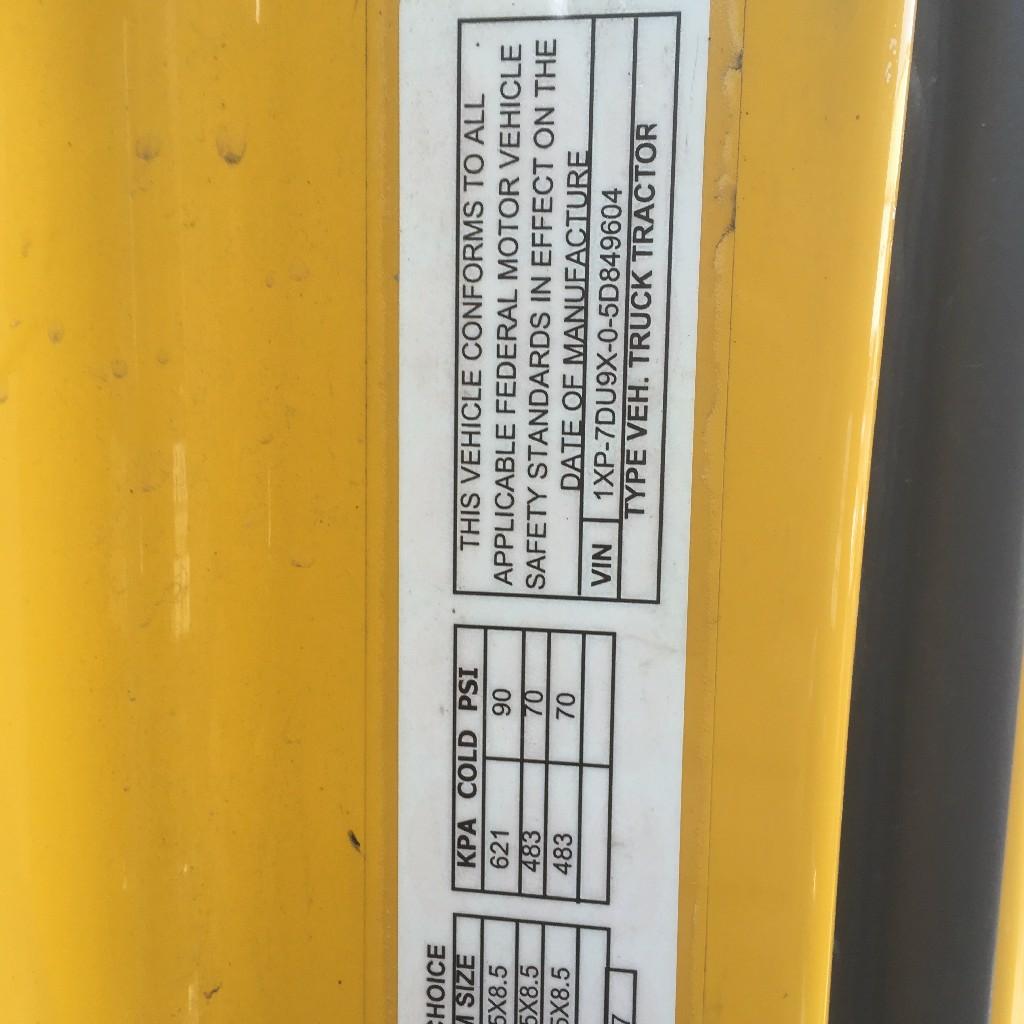 CHOICE
SIZE
5X8.5
5X8.5
5X8.5
7
KPA COLD PSI
621 90
483 70
483 70
THIS VEHICLE CONFORMS TO ALL
APPLICABLE FEDERAL MOTOR VEHICLE
SAFETY STANDARDS IN EFFECT ON THE
DATE OF MANUFACTURE
VIN 1XP-7DU9X-0-5D849604
TYPE VEH. TRUCK TRACTOR